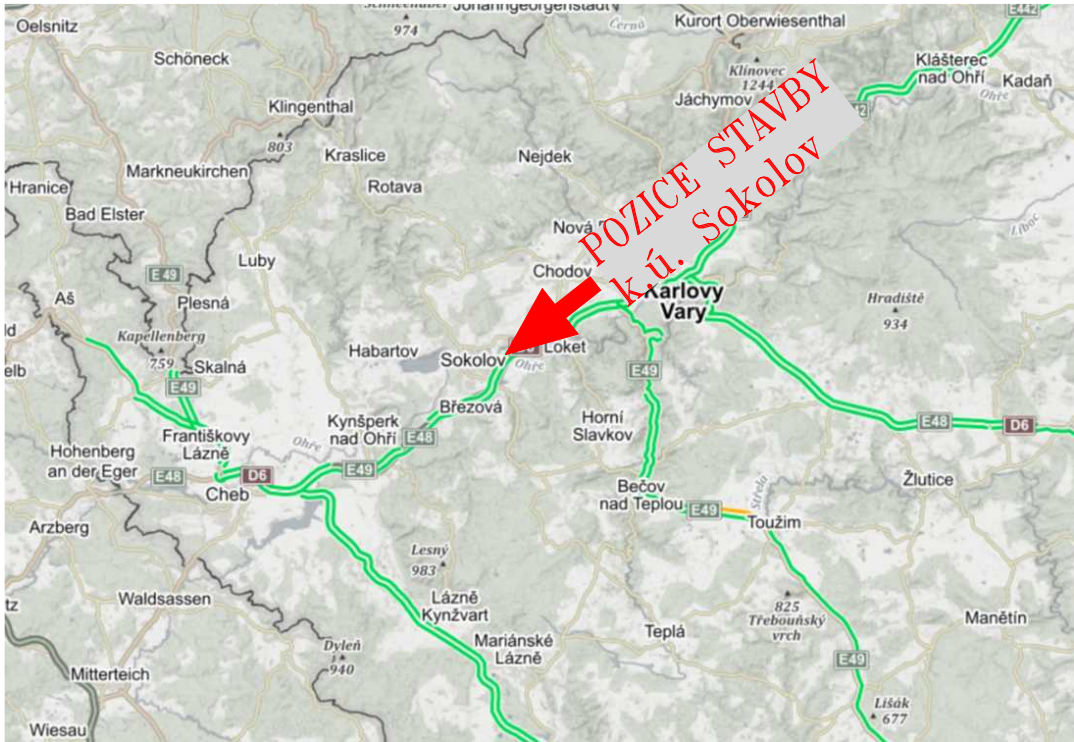 Johanngeorgenstadt
Oelsnitz
974
Černá
Kurort Oberwiesenthal
E442
Schöneck
Klínovec
1244
Klášterec
nad Ohří
Kadaň
Ohře
Klingenthal
Jáchymov
803
Kraslice
Nejdek
Markneukirchen
Hranice
Rotava
Bad Elster
POZICE STAVBY
k.ú. Sokolov
Nová
Liboc
Luby
E 49
Chodov
Aš
Plesná
Karlovy
Vary
Hradiště
934
Kapellenberg
759
Skalná
Habartov
Sokolov
Loket
Ohře
E49
E49
Březová
Kynšperk
nad Ohří
E48
Horní
Slavkov
E48
D6
Františkovy
Lázně
Ohře
Hohenberg
an der Eger
E48
D6
E49
Cheb
Bečov
nad Teplou
E49
Střela
Žlutice
Toužim
Arzberg
Lesný
983
Waldsassen
Lázně
Kynžvart
825
Třebouňský
vrch
Manětín
Teplá
Mariánské
Lázně
Dyleň
940
E49
Mitterteich
Lišák
677
Wiesau